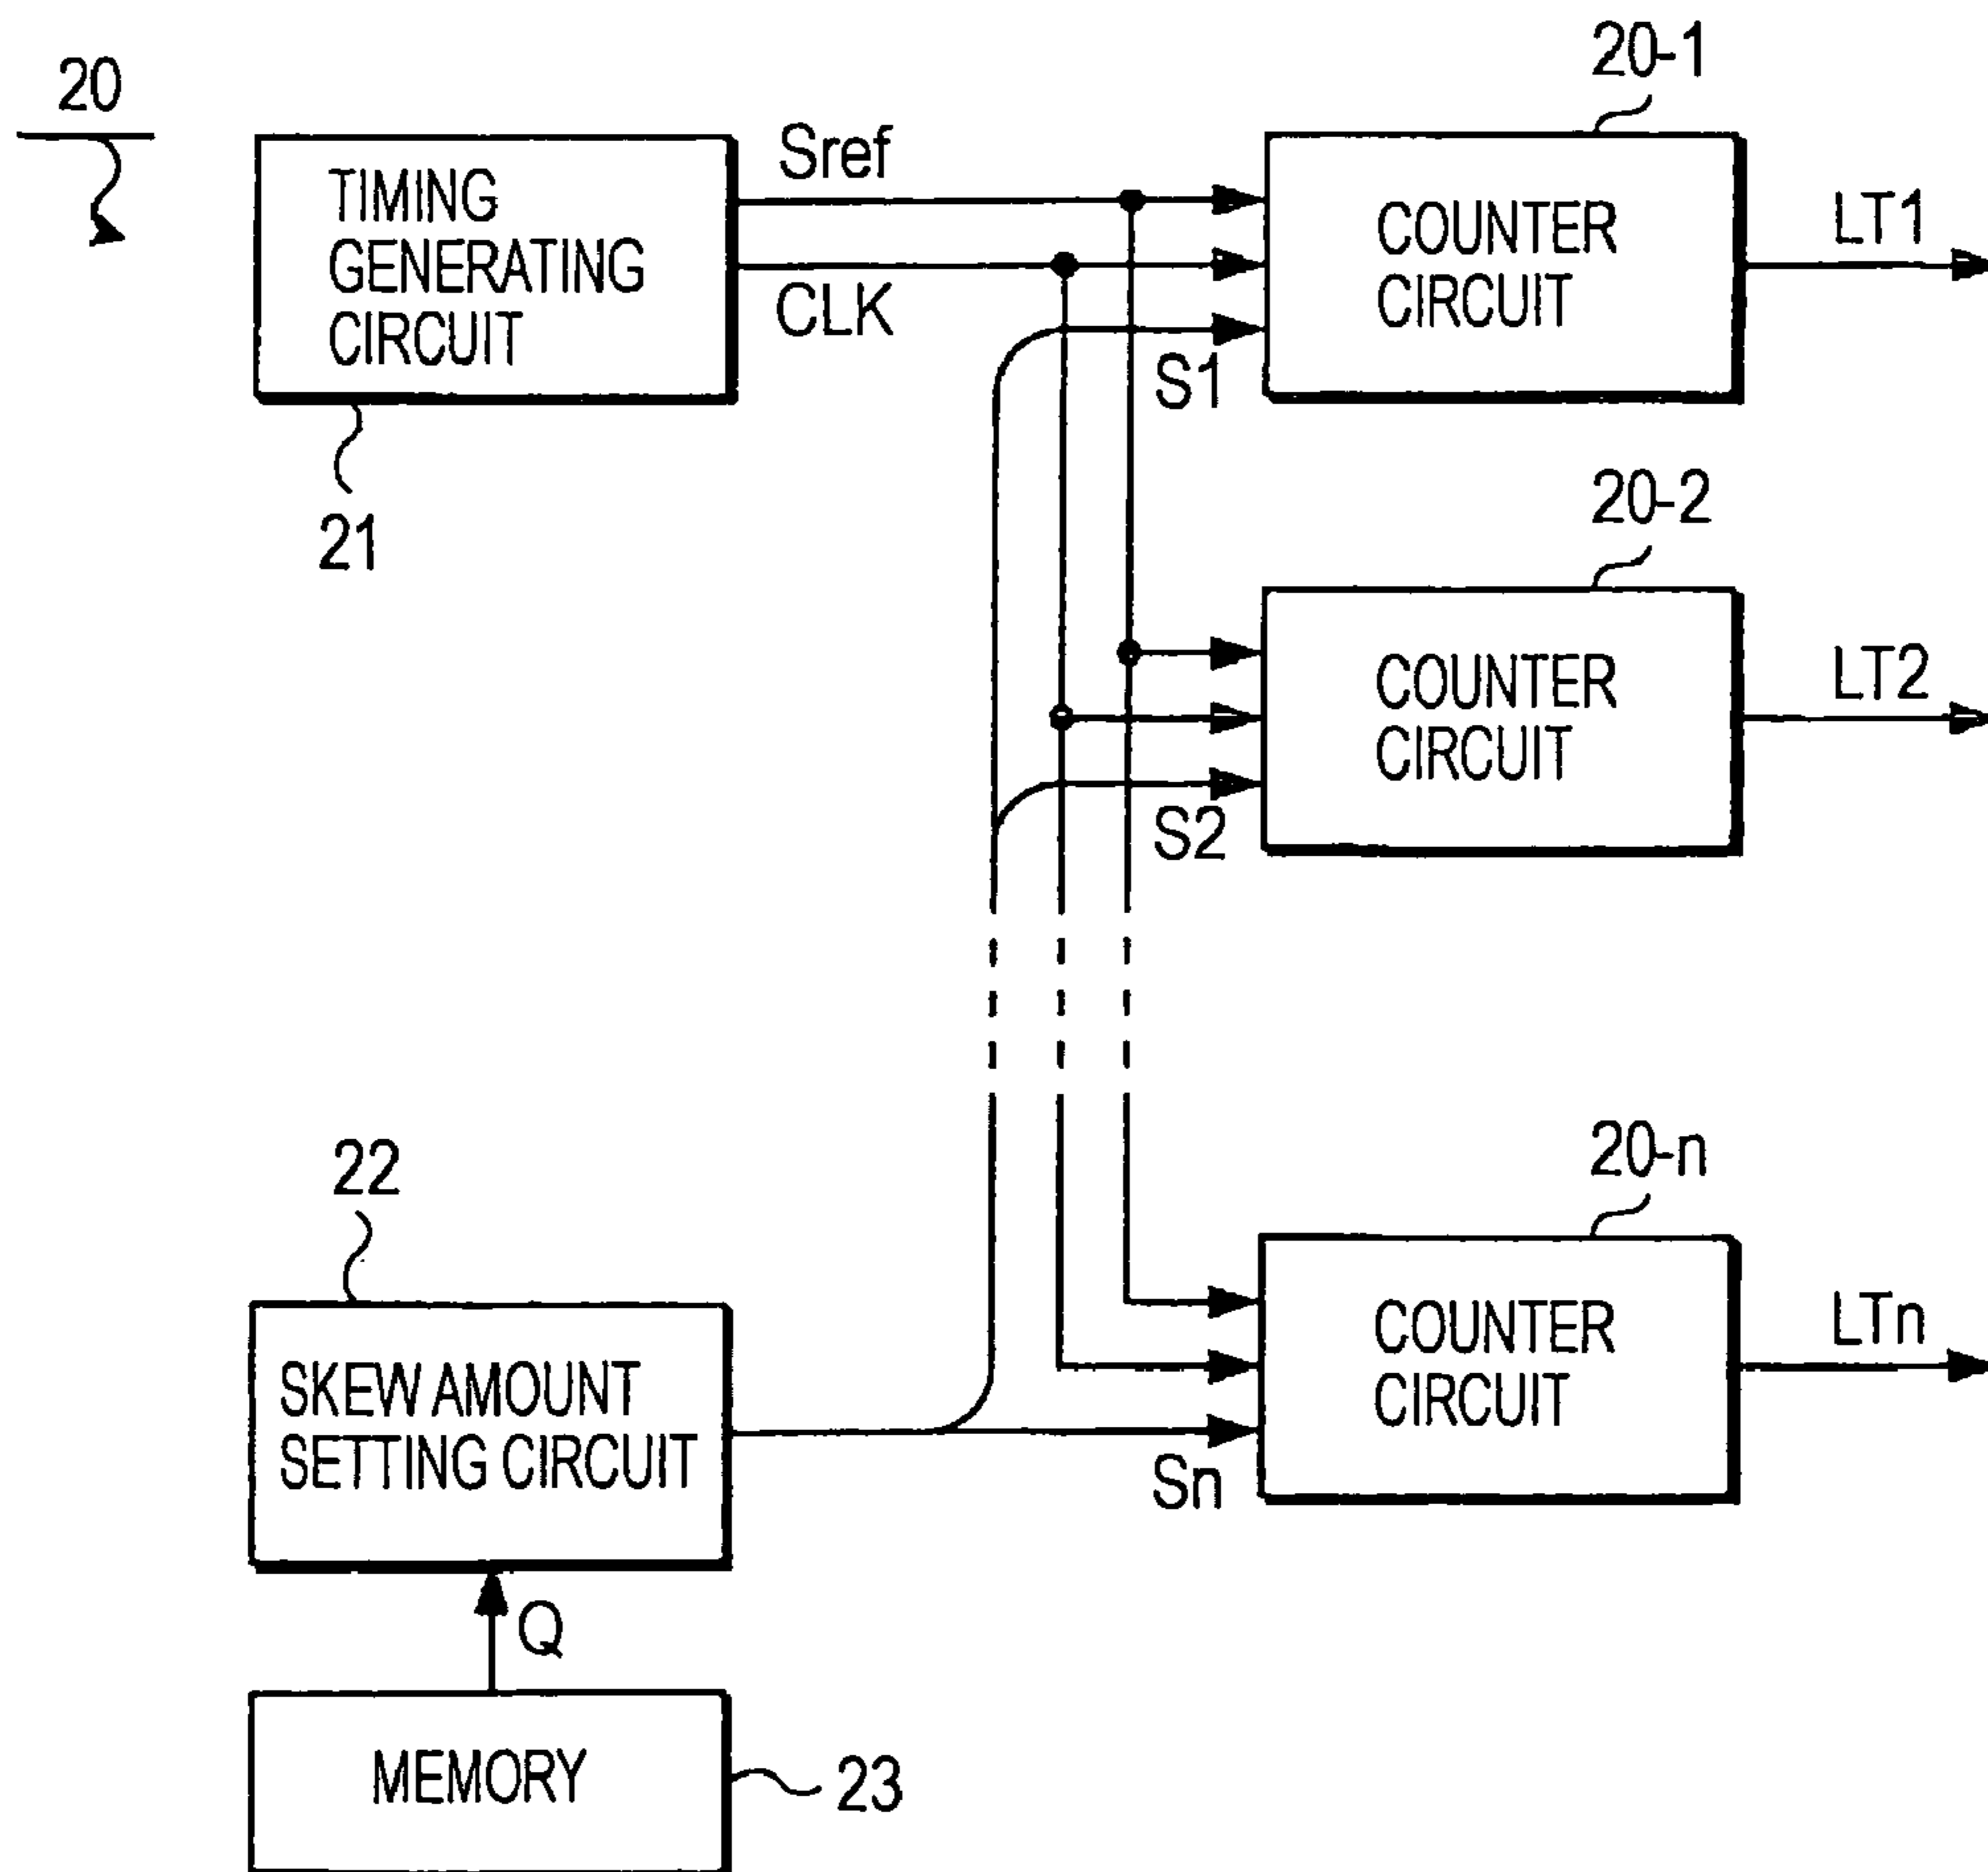 20
20-1
TIMING
GENERATING
CIRCUIT
Sref
CLK
COUNTER
CIRCUIT
LT1
S1
21
20-2
COUNTER
CIRCUIT
LT2
S2
22
20-n
SKEW AMOUNT
SETTING CIRCUIT
COUNTER
CIRCUIT
LTn
Sn
Q
MEMORY
23